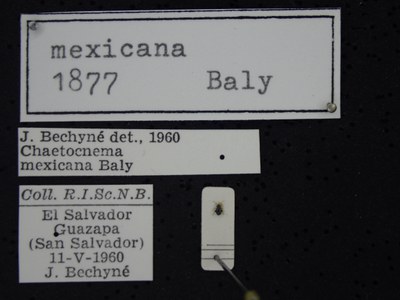 mexicana
1877 Baly
J. Bechyné det., 1960
Chaetocnema
mexicana Baly
Coll. R.I.Sc.N.B.
El Salvador
Guazapa
(San Salvador)
11-V-1960
J. Bechyné